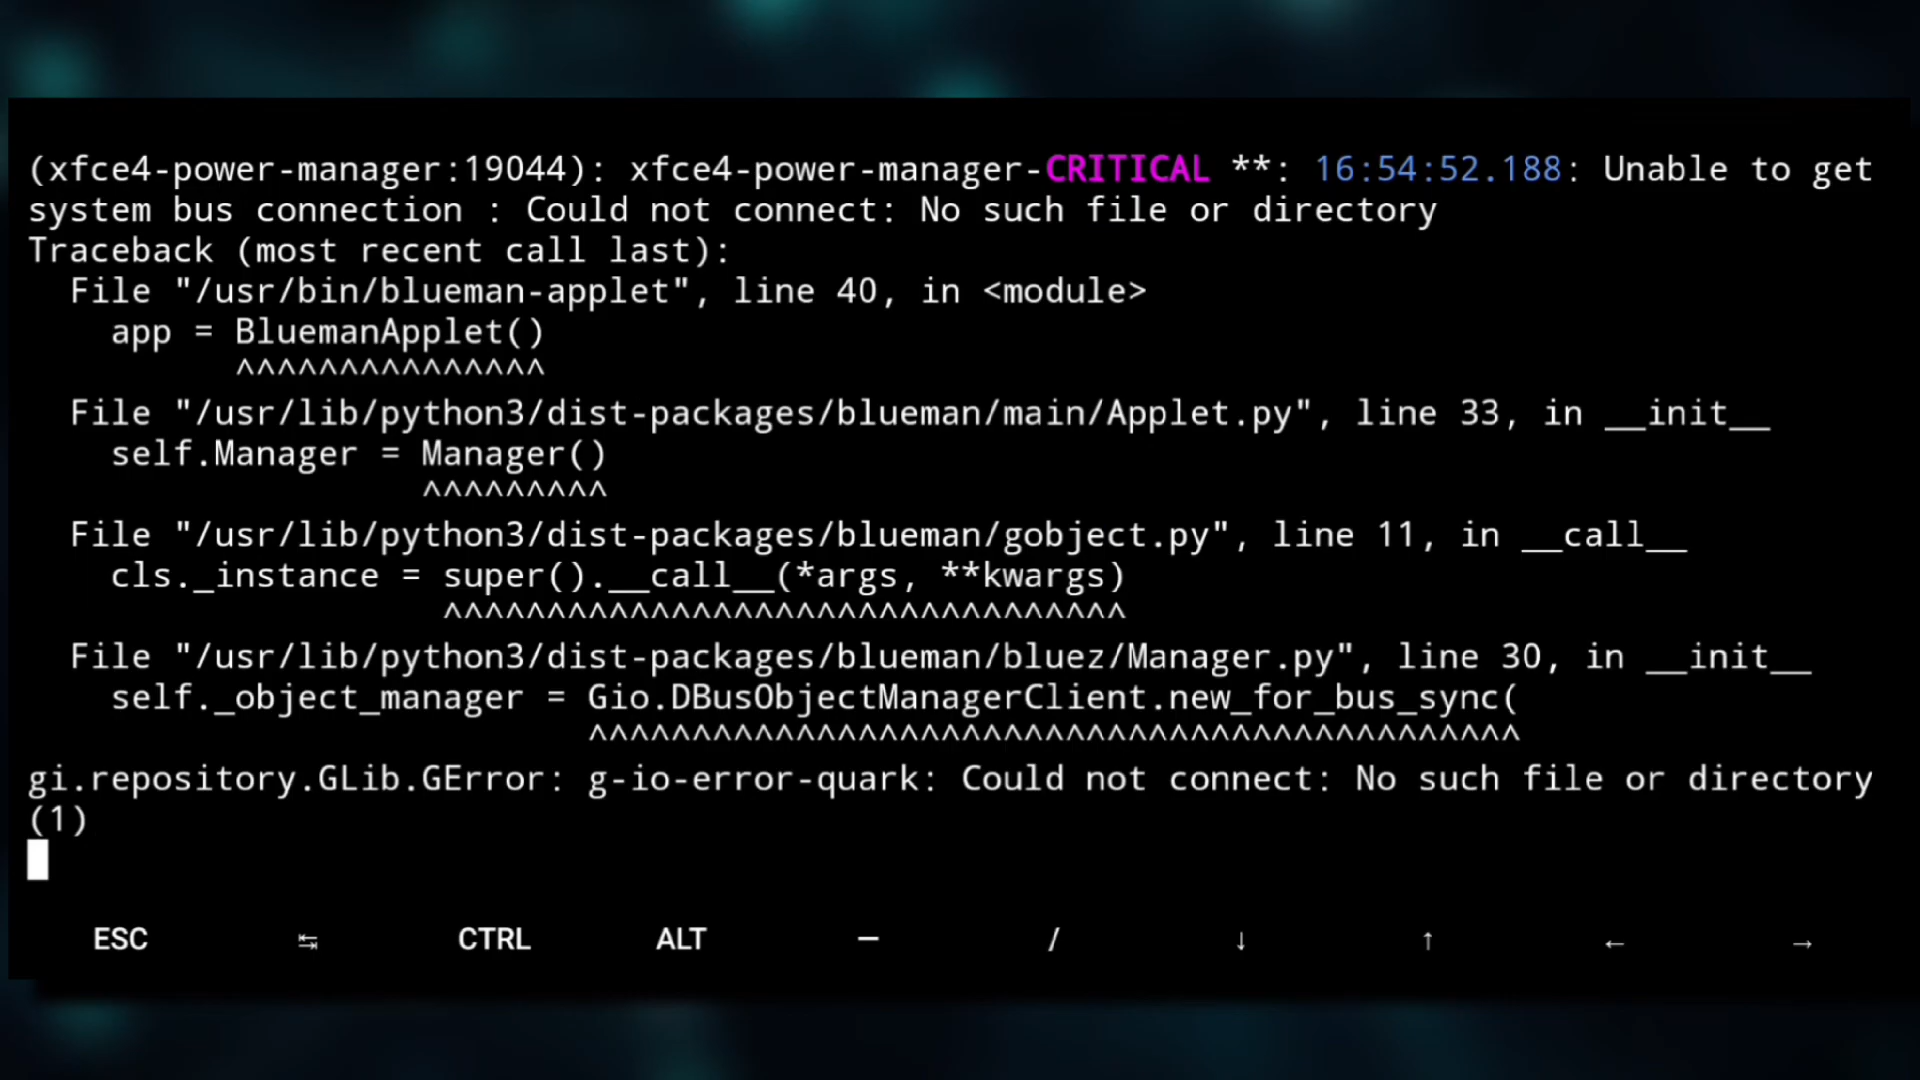 (xfce4-power-manager:19044): xfce4-power-manager-CRITICAL **: 16:54:52.188: Unable to get
system bus connection : Could not connect: No such file or directory
Traceback (most recent call last):
  File "/usr/bin/blueman-applet", line 40, in <module>
    app = BluemanApplet()
          ^^^^^^^^^^^^^^^
  File "/usr/lib/python3/dist-packages/blueman/main/Applet.py", line 33, in __init__
    self.Manager = Manager()
                   ^^^^^^^^^
  File "/usr/lib/python3/dist-packages/blueman/gobject.py", line 11, in __call__
    cls._instance = super().__call__(*args, **kwargs)
                    ^^^^^^^^^^^^^^^^^^^^^^^^^^^^^^^^^
  File "/usr/lib/python3/dist-packages/blueman/bluez/Manager.py", line 30, in __init__
    self._object_manager = Gio.DBusObjectManagerClient.new_for_bus_sync(
                           ^^^^^^^^^^^^^^^^^^^^^^^^^^^^^^^^^^^^^^^^^^^^^
gi.repository.GLib.GError: g-io-error-quark: Could not connect: No such file or directory
(1)
ESC ↹ CTRL ALT — / ↓ ↑ ← →